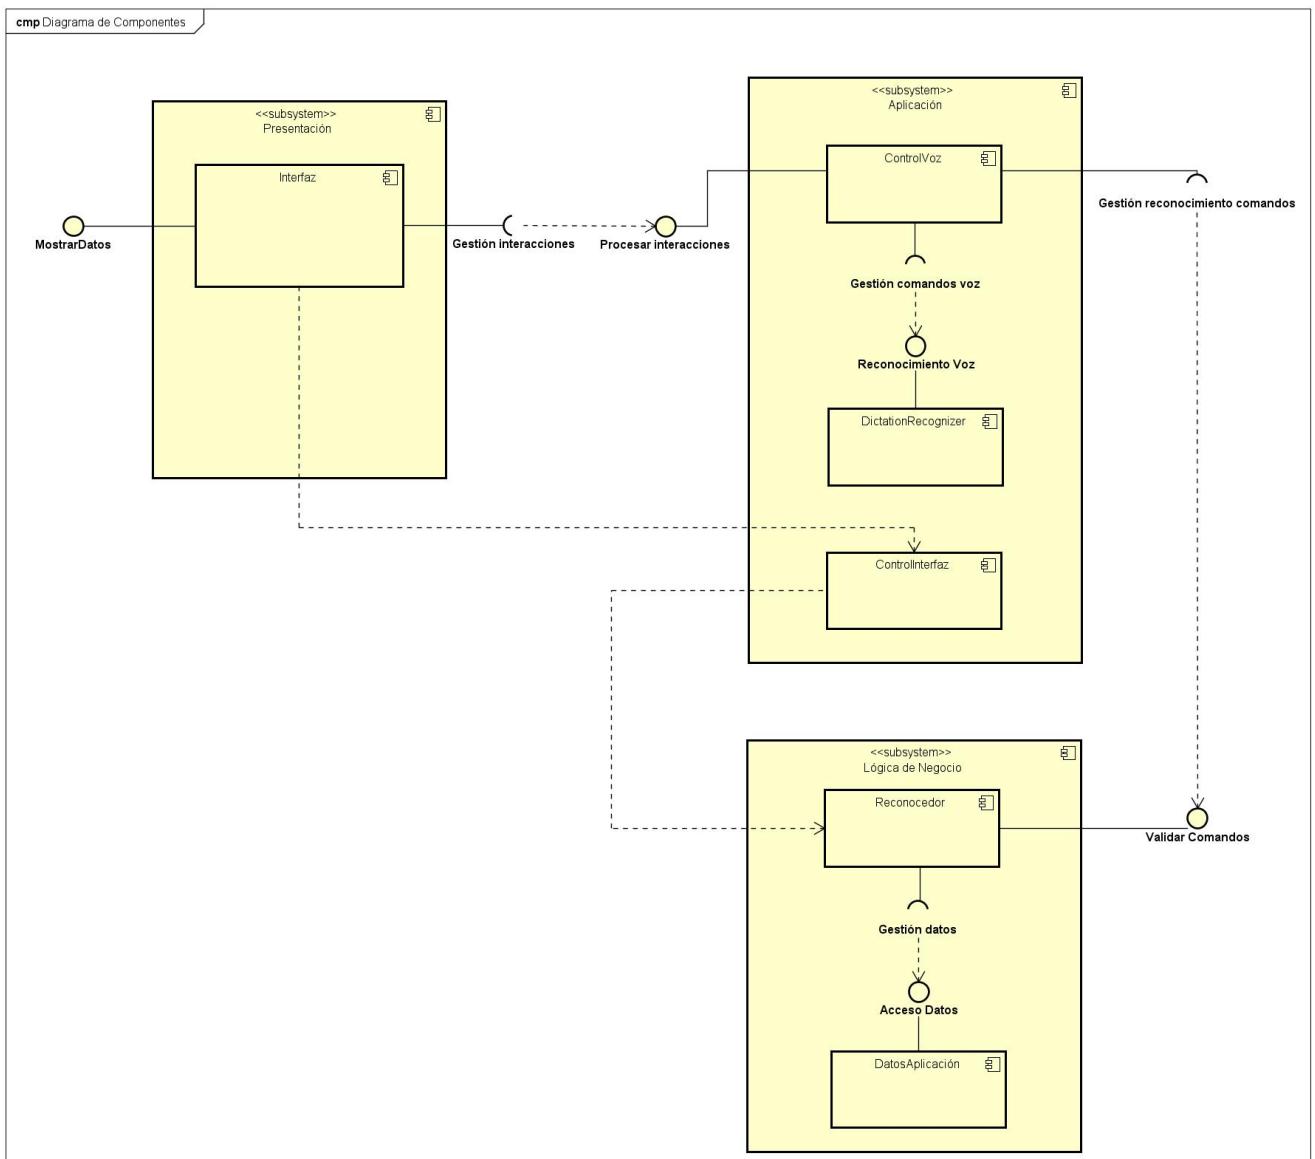 cmp Diagrama de Componentes
<<subsystem>>
Presentación
Interfaz
MostrarDatos
Gestión interacciones
Procesar interacciones
<<subsystem>>
Aplicación
ControlVoz
Gestión reconocimiento comandos
Gestión comandos voz
Reconocimiento Voz
DictationRecognizer
ControlInterfaz
<<subsystem>>
Lógica de Negocio
Reconocedor
Validar Comandos
Gestión datos
Acceso Datos
DatosAplicación